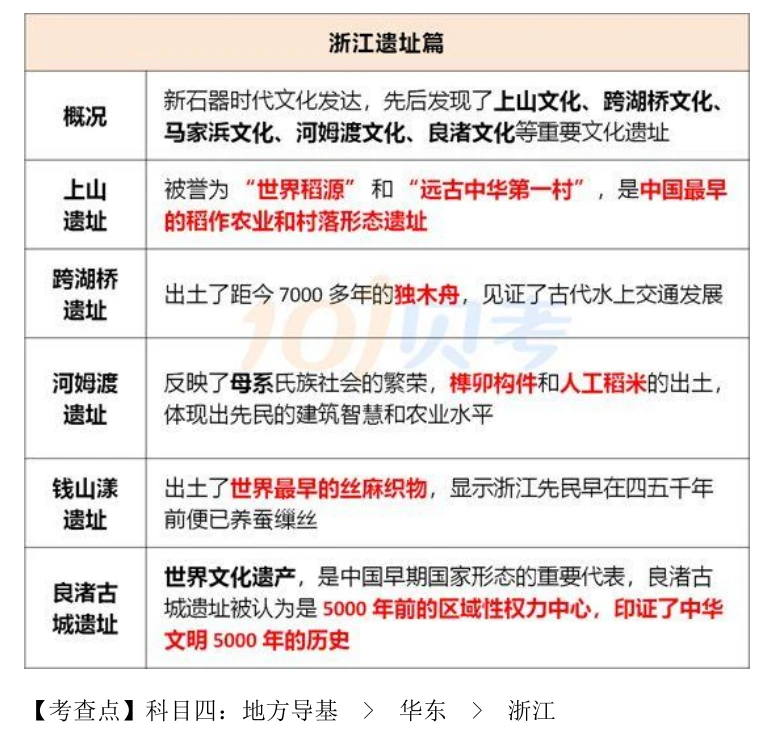 浙江遗址篇
概况
新石器时代文化发达，先后发现了上山文化、跨湖桥文化、
马家浜文化、河姆渡文化、良渚文化等重要文化遗址
上山
遗址
被誉为“世界稻源”和“远古中华第一村”，是中国最早
的稻作农业和村落形态遗址
跨湖桥
遗址
出土了距今 7000 多年的独木舟，见证了古代水上交通发展
河姆渡
遗址
反映了母系氏族社会的繁荣，榫卯构件和人工稻米的出土，
体现出先民的建筑智慧和农业水平
钱山漾
遗址
出土了世界最早的丝麻织物，显示浙江先民早在四五千年
前便已养蚕缫丝
良渚古
城遗址
世界文化遗产，是中国早期国家形态的重要代表，良渚古
城遗址被认为是 5000 年前的区域性权力中心，印证了中华
文明 5000 年的历史
101贝考
【考查点】科目四：地方导基 > 华东 > 浙江